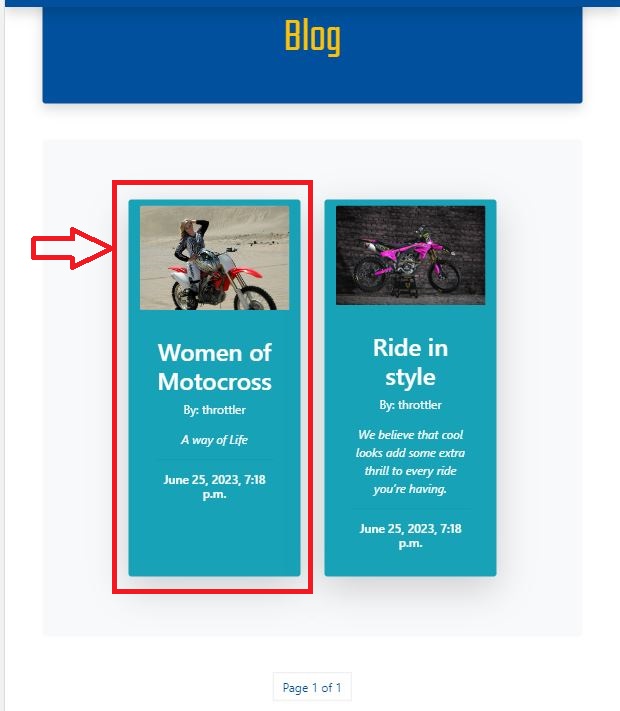 Blog
Women of
Motocross
By: throttler
A way of Life
June 25, 2023, 7:18
p.m.
Ride in
style
By: throttler
We believe that cool
looks add some extra
thrill to every ride
you're having.
June 25, 2023, 7:18
p.m.
Page 1 of 1